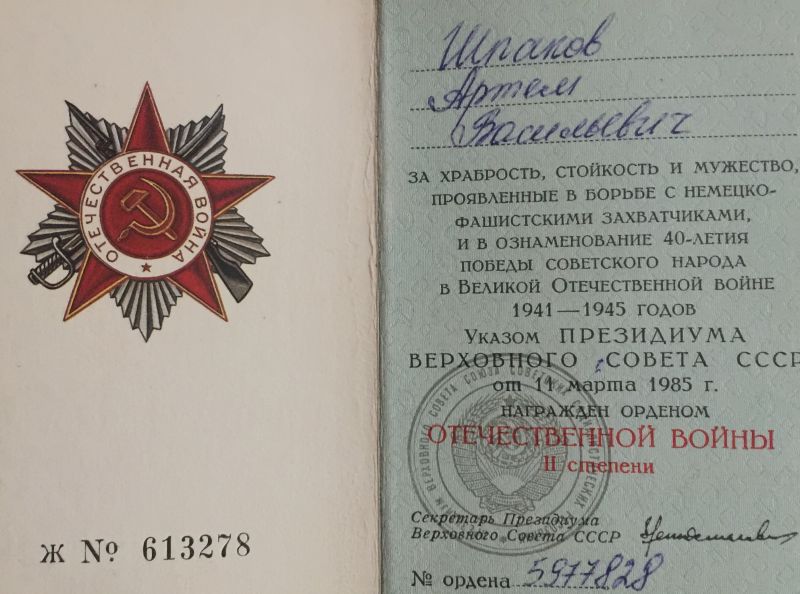 ОТЕЧЕСТВЕННАЯ ВОЙНА
Ж № 613278
Шпаков
Артем
Васильевич
ЗА ХРАБРОСТЬ, СТОЙКОСТЬ И МУЖЕСТВО,
ПРОЯВЛЕННЫЕ В БОРЬБЕ С НЕМЕЦКО-
ФАШИСТСКИМИ ЗАХВАТЧИКАМИ,
И В ОЗНАМЕНОВАНИЕ 40-ЛЕТИЯ
ПОБЕДЫ СОВЕТСКОГО НАРОДА
В ВЕЛИКОЙ ОТЕЧЕСТВЕННОЙ ВОЙНЕ
1941—1945 ГОДОВ
УКАЗОМ ПРЕЗИДИУМА
ВЕРХОВНОГО СОВЕТА СССР
от 11 марта 1985 г.
НАГРАЖДЕН ОРДЕНОМ
ОТЕЧЕСТВЕННОЙ ВОЙНЫ
II степени
Секретарь Президиума
Верховного Совета СССР
№ ордена 5977828